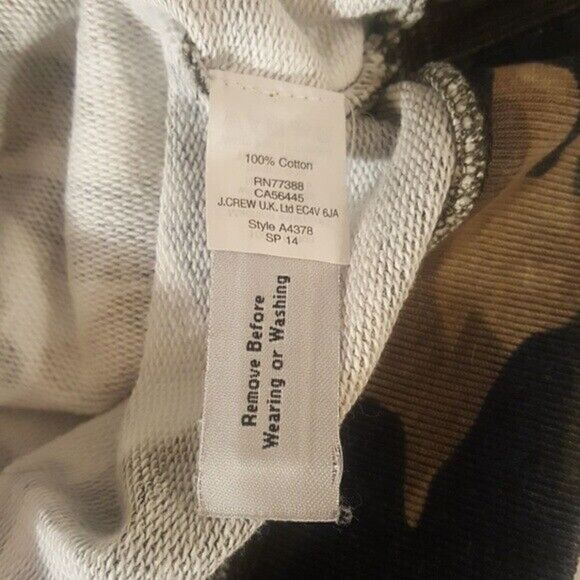 100% Cotton
RN77388
CA56445
J.CREW U.K. Ltd EC4V 6JA
Style A4378
SP 14
Remove Before
Wearing or Washing